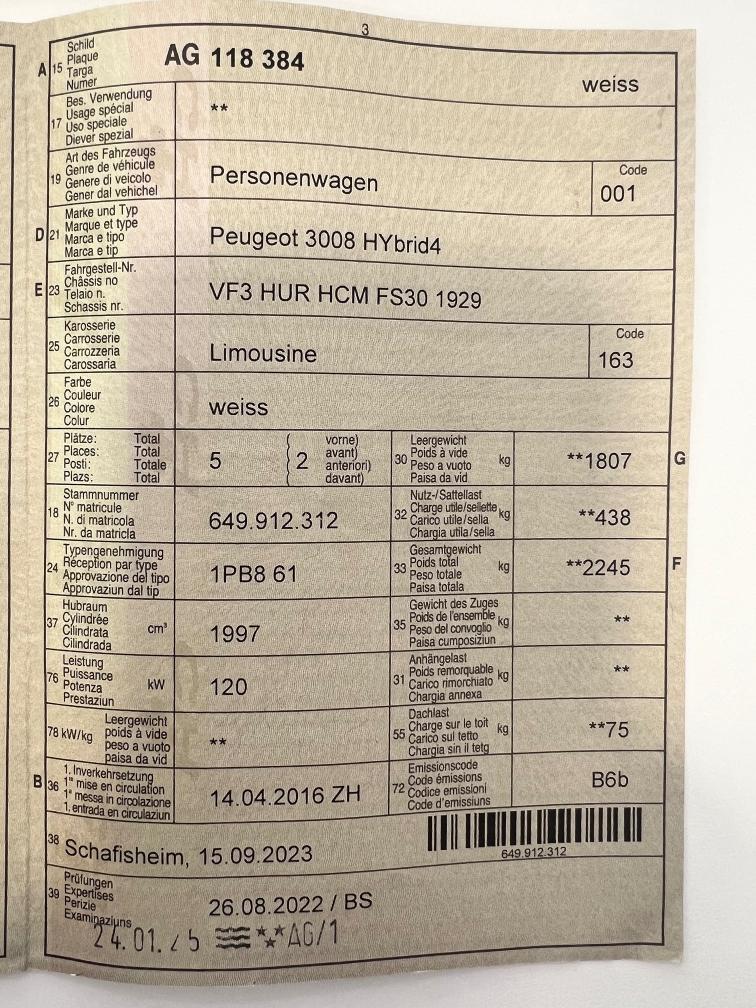 3
A 15 Schild
Plaque
Targa
Numer
AG 118 384
weiss
17 Bes. Verwendung
Usage spécial
Uso speciale
Diever spezial
**
19 Art des Fahrzeugs
Genre de véhicule
Genere di veicolo
Gener dal vehichel
Personenwagen
Code
001
D 21 Marke und Typ
Marque et type
Marca e tipo
Marca e tip
Peugeot 3008 HYbrid4
E 23 Fahrgestell-Nr.
Châssis no
Telaio n.
Schassis nr.
VF3 HUR HCM FS30 1929
25 Karosserie
Carrosserie
Carrozzeria
Carossaria
Limousine
Code
163
26 Farbe
Couleur
Colore
Colur
weiss
27 Plätze: Total
Places: Total
Posti: Totale
Plazs: Total
5
2
vorne)
avant)
anteriori)
davant)
30 Leergewicht
Poids à vide
Peso a vuoto
Paisa da vid
kg
**1807
G
18 Stammnummer
N° matricule
N. di matricola
Nr. da matricla
649.912.312
32 Nutz-/Sattellast
Charge utile/sellette
Carico utile/sella
Chargia utila/sella
kg
**438
24 Typengenehmigung
Réception par type
Approvazione del tipo
Approvaziun dal tip
1PB8 61
33 Gesamtgewicht
Poids total
Peso totale
Paisa totala
kg
**2245
F
37 Hubraum
Cylindrée
Cilindrata
Cilindrada
cm³
1997
35 Gewicht des Zuges
Poids de l'ensemble
Peso del convoglio
Paisa cumposiziun
kg
**
76 Leistung
Puissance
Potenza
Prestaziun
kW
120
31 Anhängelast
Poids remorquable
Carico rimorchiato
Chargia annexa
kg
**
78 kW/kg
Leergewicht
poids à vide
peso a vuoto
paisa da vid
**
55 Dachlast
Charge sur le toit
Carico sul tetto
Chargia sin il tetg
kg
**75
B 36 1. Inverkehrsetzung
1re mise en circulation
1a messa in circolazione
1. entrada en circulaziun
14.04.2016 ZH
72 Emissionscode
Code émissions
Codice emissioni
Code d'emissiuns
B6b
38 Schafisheim, 15.09.2023
649.912.312
39 Prüfungen
Expertises
Perizie
Examinaziuns
26.08.2022 / BS
24.01.25 AG/1